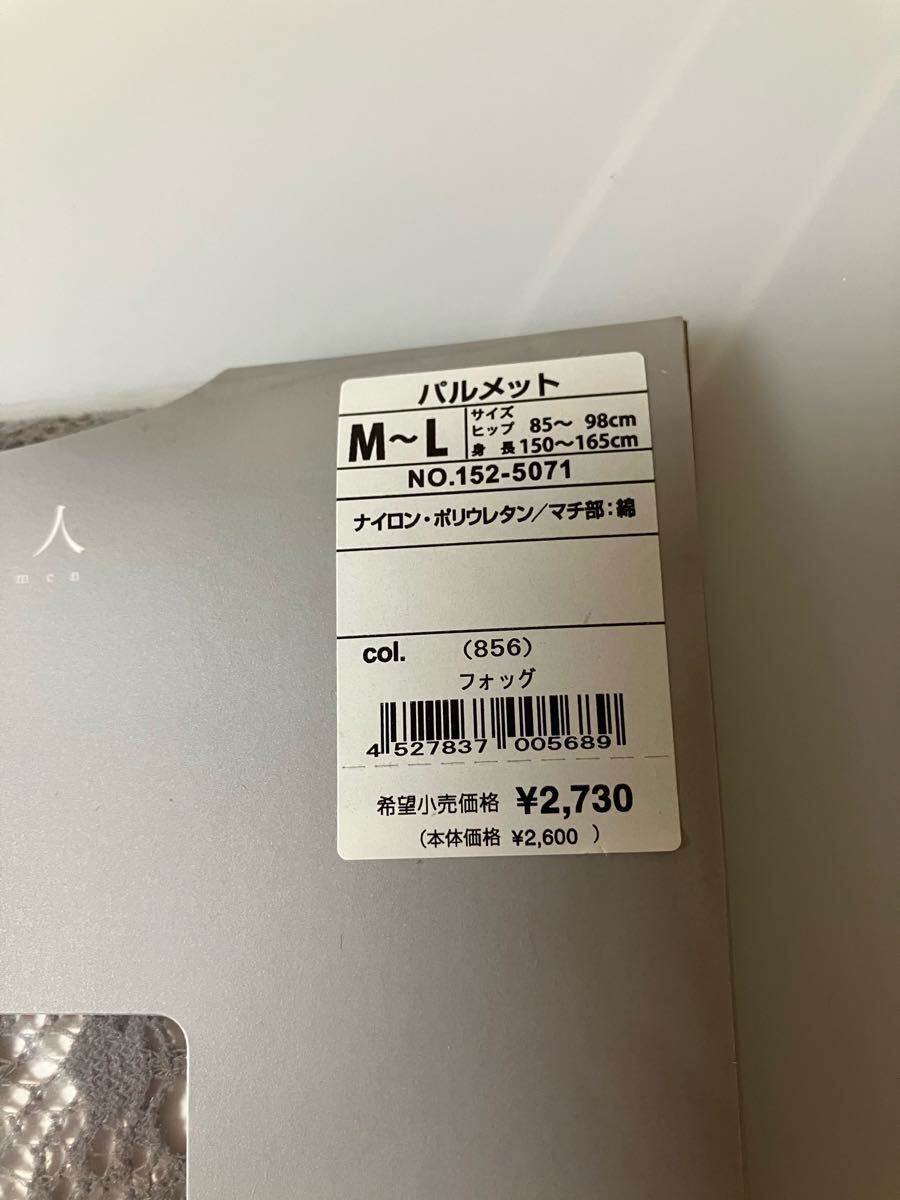 パルメット
M～L
サイズ
ヒップ 85～ 98cm
身 長 150～165cm
NO.152-5071
ナイロン・ポリウレタン/マチ部:綿
人
men
col. (856)
フォッグ
4 527837 005689
希望小売価格 ¥2,730
(本体価格 ¥2,600 )